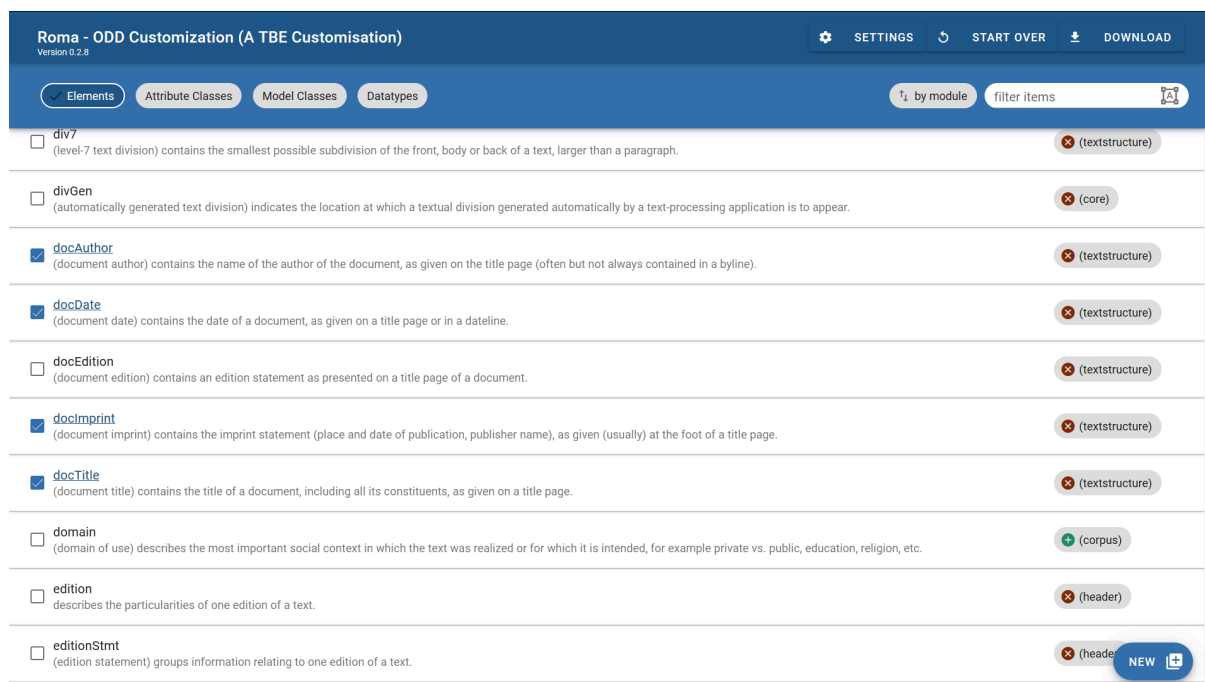 Roma - ODD Customization (A TBE Customisation)
Version 0.2.8
SETTINGS START OVER DOWNLOAD
Elements Attribute Classes Model Classes Datatypes by module filter items
div7
(level-7 text division) contains the smallest possible subdivision of the front, body or back of a text, larger than a paragraph.
(textstructure)
divGen
(automatically generated text division) indicates the location at which a textual division generated automatically by a text-processing application is to appear.
(core)
docAuthor
(document author) contains the name of the author of the document, as given on the title page (often but not always contained in a byline).
(textstructure)
docDate
(document date) contains the date of a document, as given on a title page or in a dateline.
(textstructure)
docEdition
(document edition) contains an edition statement as presented on a title page of a document.
(textstructure)
docImprint
(document imprint) contains the imprint statement (place and date of publication, publisher name), as given (usually) at the foot of a title page.
(textstructure)
docTitle
(document title) contains the title of a document, including all its constituents, as given on a title page.
(textstructure)
domain
(domain of use) describes the most important social context in which the text was realized or for which it is intended, for example private vs. public, education, religion, etc.
(corpus)
edition
describes the particularities of one edition of a text.
(header)
editionStmt
(edition statement) groups information relating to one edition of a text.
(heade
NEW